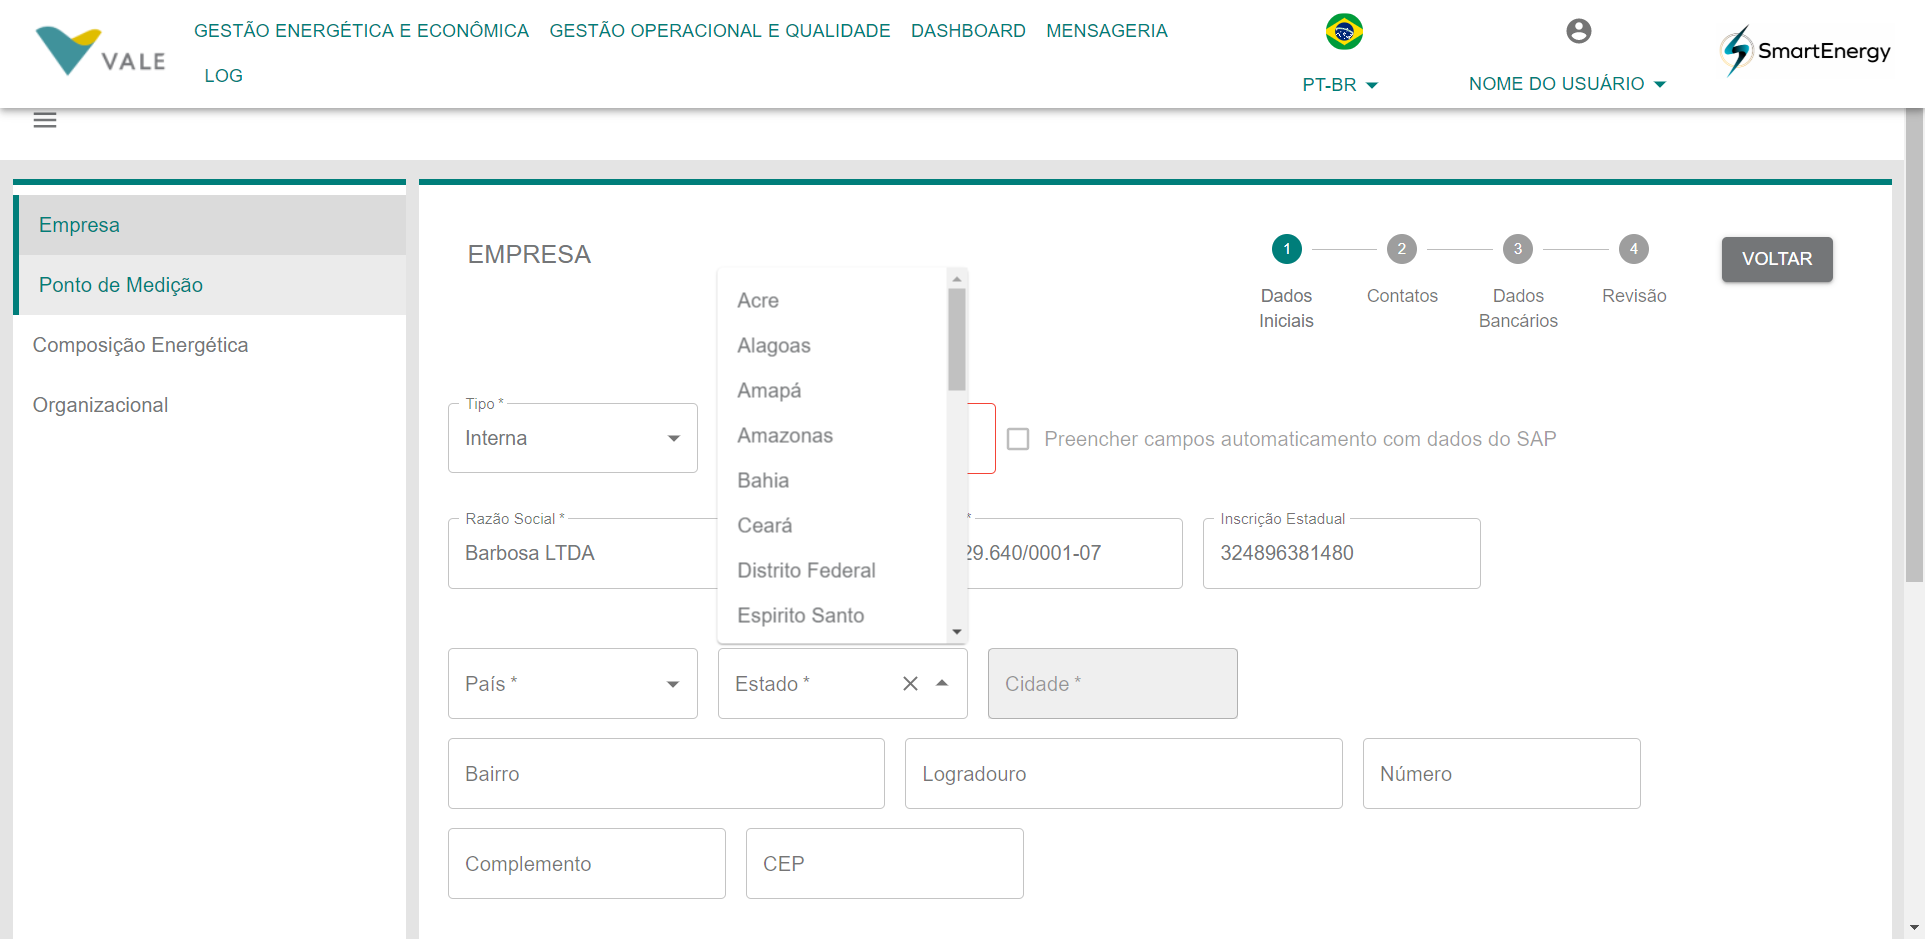 VALE
GESTÃO ENERGÉTICA E ECONÔMICA GESTÃO OPERACIONAL E QUALIDADE DASHBOARD MENSAGERIA
LOG
PT-BR
NOME DO USUÁRIO
SmartEnergy
Empresa
Ponto de Medição
Composição Energética
Organizacional
EMPRESA
1 2 3 4
Dados Iniciais
Contatos
Dados Bancários
Revisão
VOLTAR
Acre
Alagoas
Amapá
Amazonas
Bahia
Ceará
Distrito Federal
Espirito Santo
Tipo *
Interna
Preencher campos automaticamento com dados do SAP
Razão Social *
Barbosa LTDA
*
29.640/0001-07
Inscrição Estadual
324896381480
País *
Estado *
Cidade *
Bairro
Logradouro
Número
Complemento
CEP